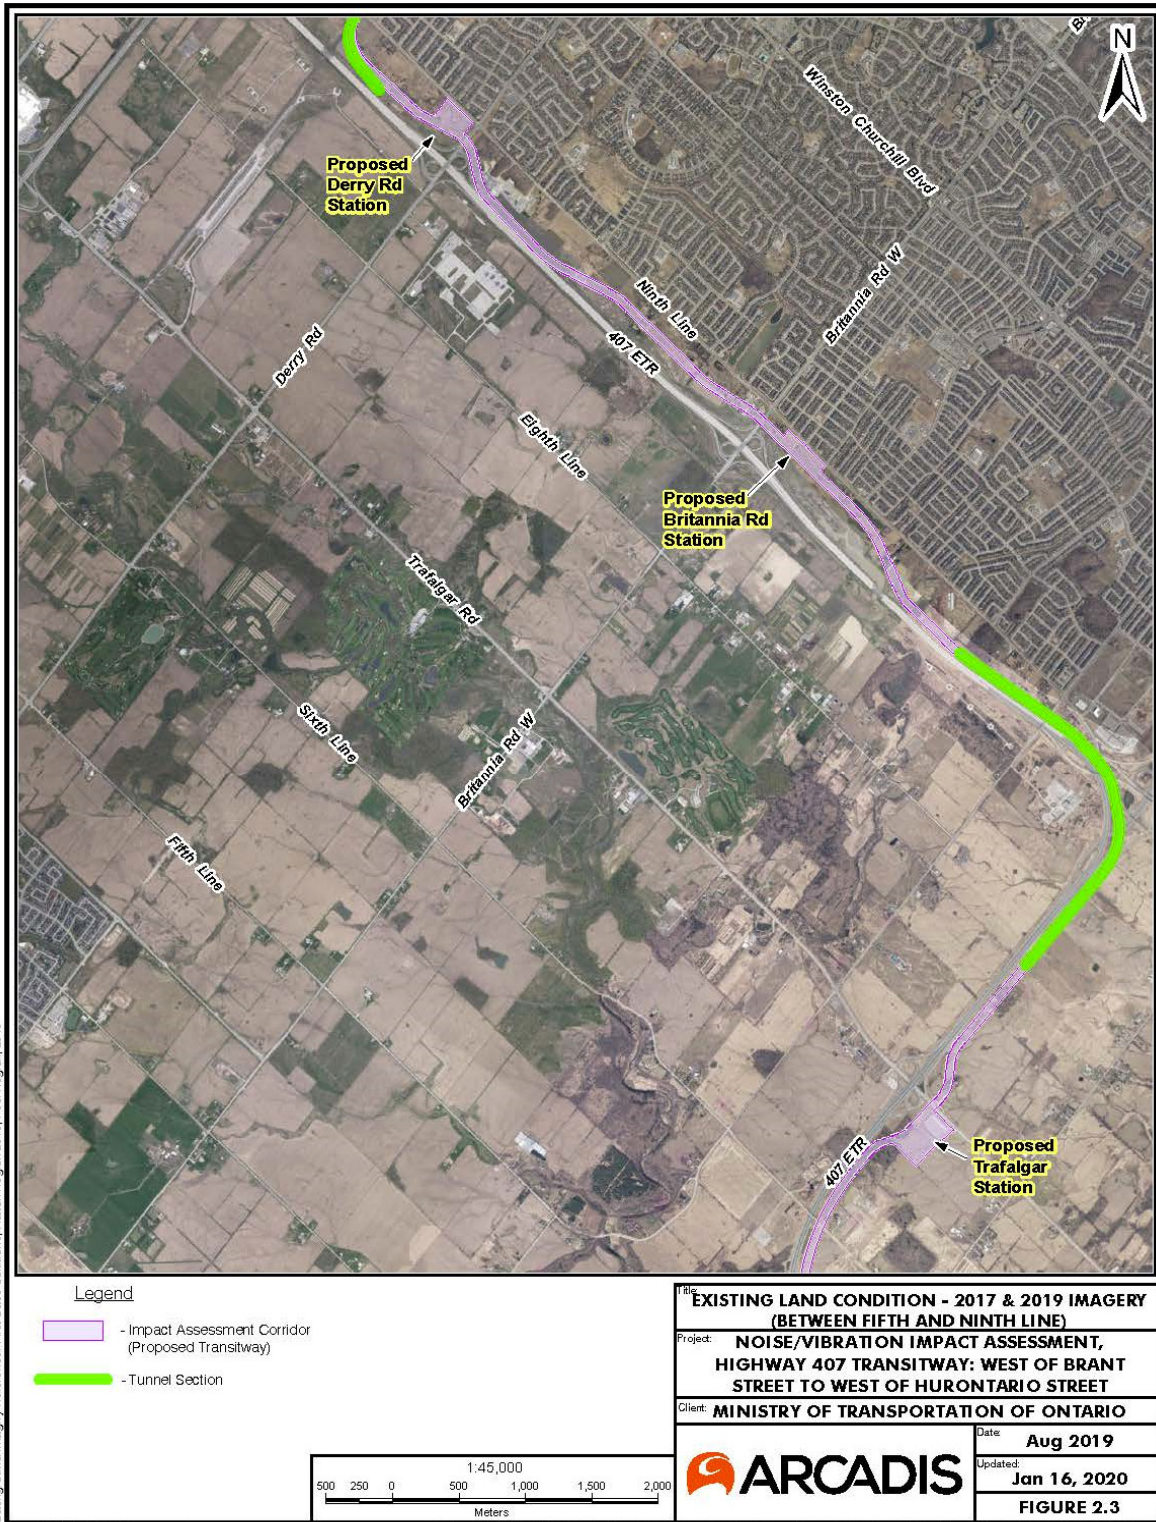 N
Winston Churchill Blvd
Proposed
Derry Rd
Station
Britannia Rd W
Ninth Line
407 ETR
Derry Rd
Eighth Line
Proposed
Britannia Rd
Station
Trafalgar Rd
Sixth Line
Britannia Rd W
Fifth Line
407 ETR
Proposed
Trafalgar
Station
Legend
- Impact Assessment Corridor
(Proposed Transitway)
- Tunnel Section
1:45,000
500 250 0 500 1,000 1,500 2,000
Meters
Title:
EXISTING LAND CONDITION - 2017 & 2019 IMAGERY
(BETWEEN FIFTH AND NINTH LINE)
Project:
NOISE/VIBRATION IMPACT ASSESSMENT,
HIGHWAY 407 TRANSITWAY: WEST OF BRANT
STREET TO WEST OF HURONTARIO STREET
Client: MINISTRY OF TRANSPORTATION OF ONTARIO
ARCADIS
Date:
Aug 2019
Updated:
Jan 16, 2020
FIGURE 2.3